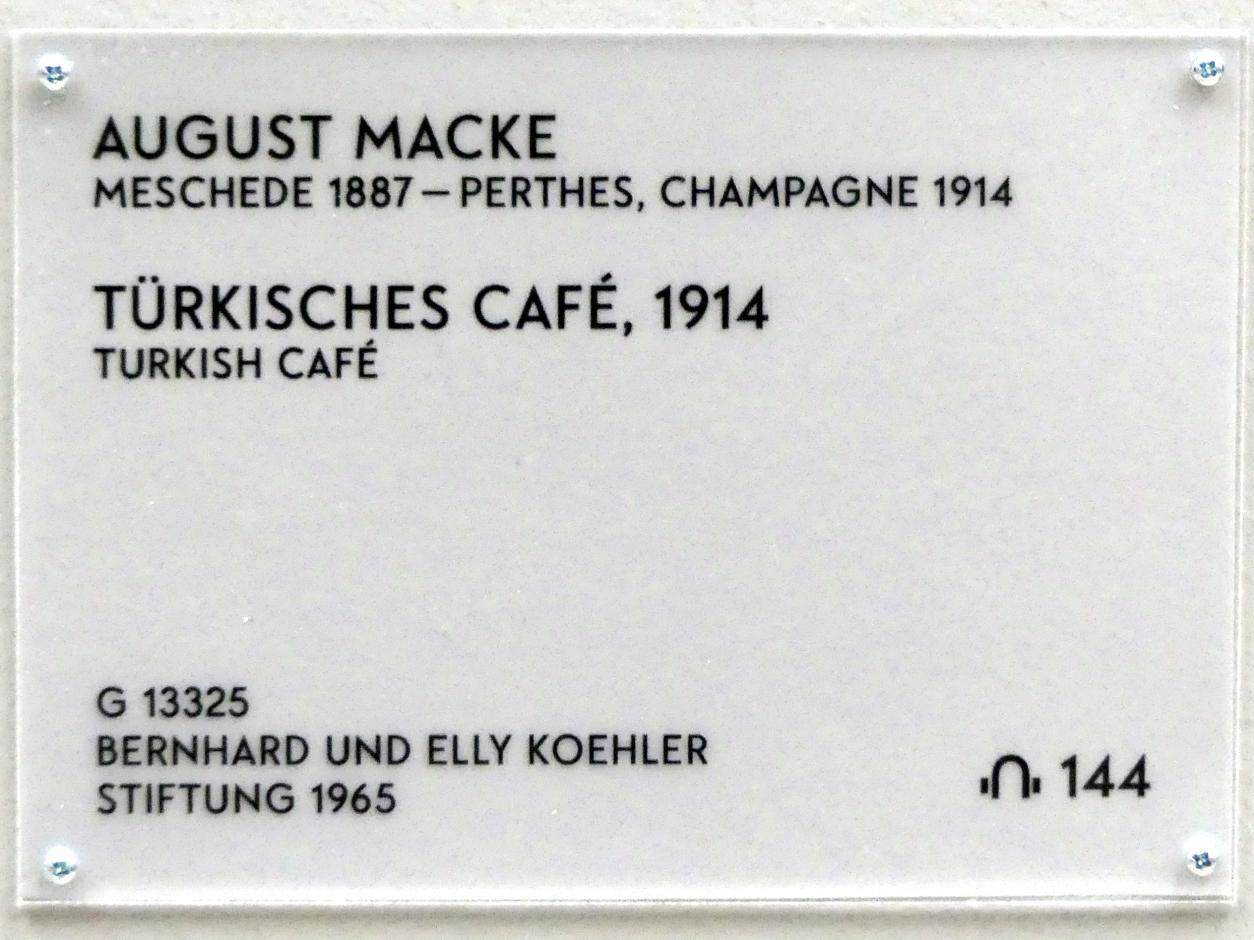 AUGUST MACKE
MESCHEDE 1887 – PERTHES, CHAMPAGNE 1914
TÜRKISCHES CAFÉ, 1914
TURKISH CAFÉ
G 13325
BERNHARD UND ELLY KOEHLER
STIFTUNG 1965
144